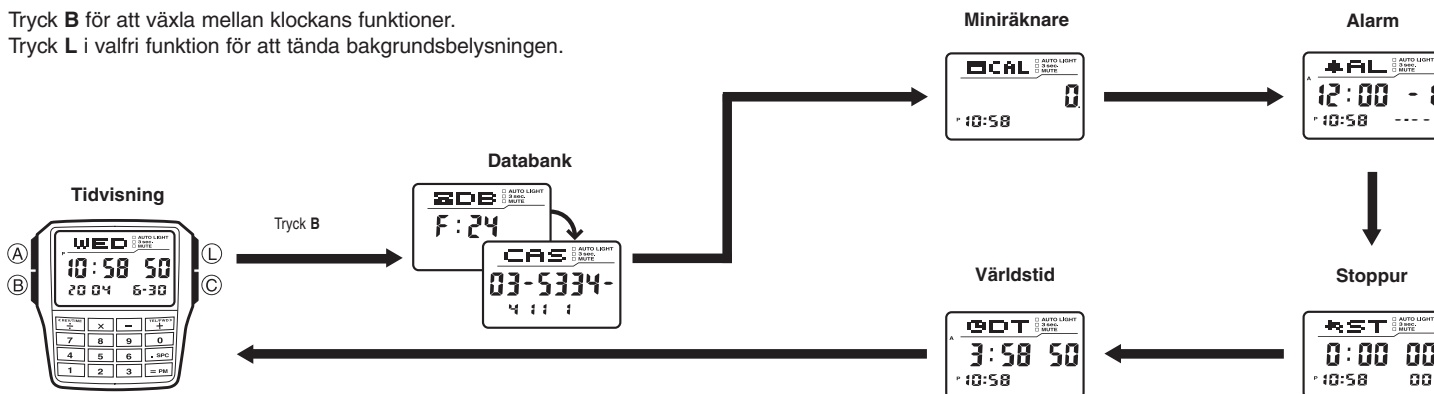 Tryck B för att växla mellan klockans funktioner.
Tryck L i valfri funktion för att tända bakgrundsbelysningen.
Miniräknare
CAL AUTO LIGHT
3 sec.
MUTE
0.
P 10:58
Alarm
AL AUTO LIGHT
3 sec.
MUTE
A 12:00 -
P 10:58 ----
Databank
DB AUTO LIGHT
3 sec.
MUTE
F:24
CAS AUTO LIGHT
3 sec.
MUTE
03-5334-
4 11 1
Tidvisning
Tryck B
A
B
L
C
WED AUTO LIGHT
3 sec.
MUTE
P 10:58 50
20 04 6-30
÷ × − +
7 8 9 0
4 5 6 . SPC
1 2 3 = PM
Världstid
DT AUTO LIGHT
3 sec.
MUTE
A 3:58 50
P 10:58
Stoppur
ST AUTO LIGHT
3 sec.
MUTE
0:00 00
P 10:58 00